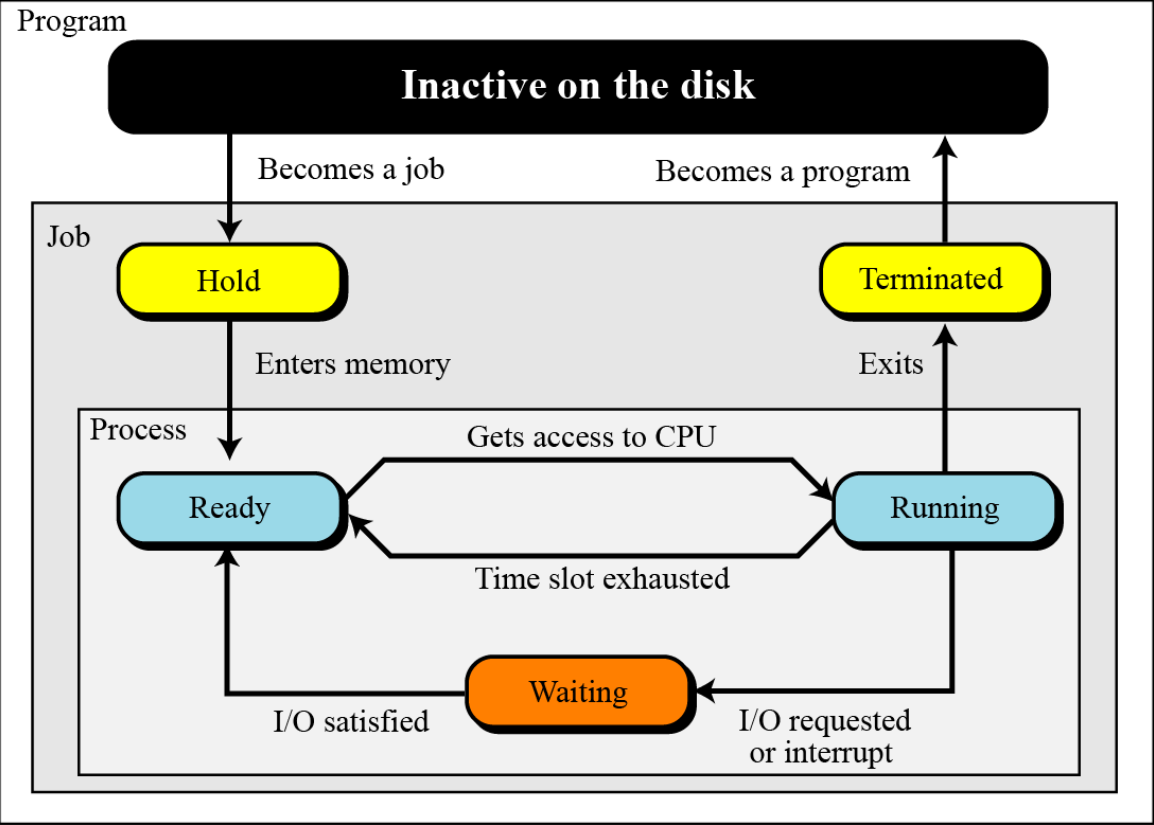 Program
Inactive on the disk
Becomes a job
Becomes a program
Job
Hold
Terminated
Enters memory
Exits
Process
Gets access to CPU
Ready
Running
Time slot exhausted
Waiting
I/O satisfied
I/O requested
or interrupt